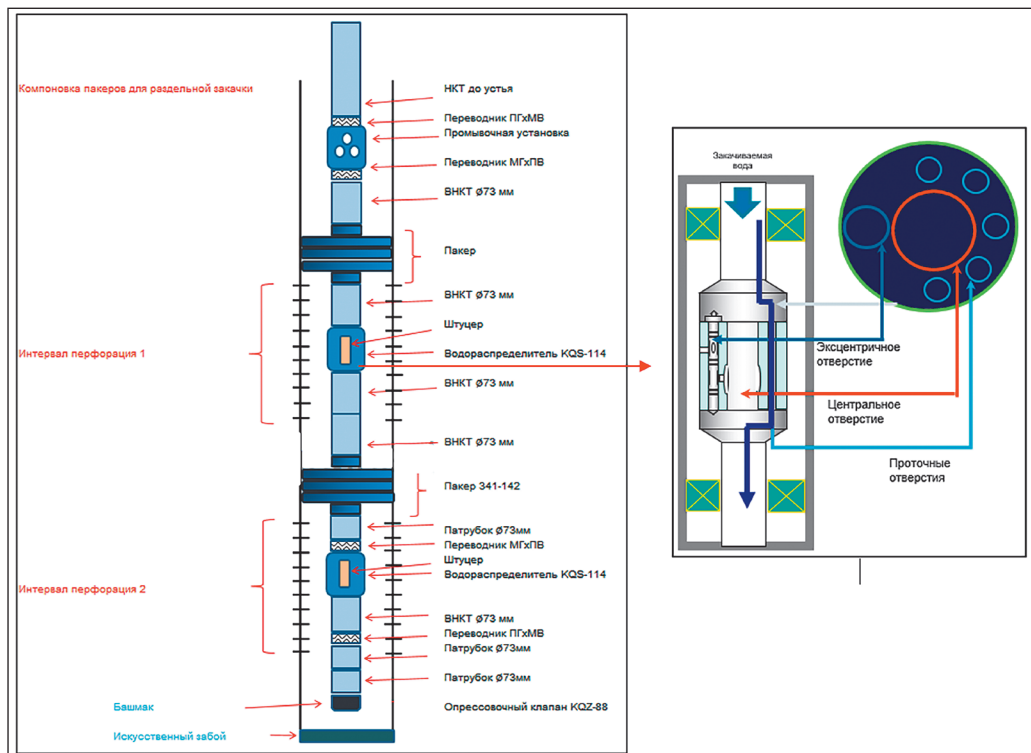 Компоновка пакеров для раздельной закачки
НКТ до устья
Переводник ПГхМВ
Промывочная установка
Переводник МГхПВ
ВНКТ Ø73 мм
Пакер
ВНКТ Ø73 мм
Штуцер
Интервал перфорация 1
Водораспределитель KQS-114
ВНКТ Ø73 мм
ВНКТ Ø73 мм
Пакер 341-142
Патрубок Ø73мм
Переводник МГхПВ
Штуцер
Водораспределитель KQS-114
Интервал перфорация 2
ВНКТ Ø73 мм
Переводник ПГхМВ
Патрубок Ø73мм
Патрубок Ø73мм
Башмак
Опрессовочный клапан KQZ-88
Искусственный забой
Закачиваемая
вода
Эксцентричное
отверстие
Центральное
отверстие
Проточные
отверстия